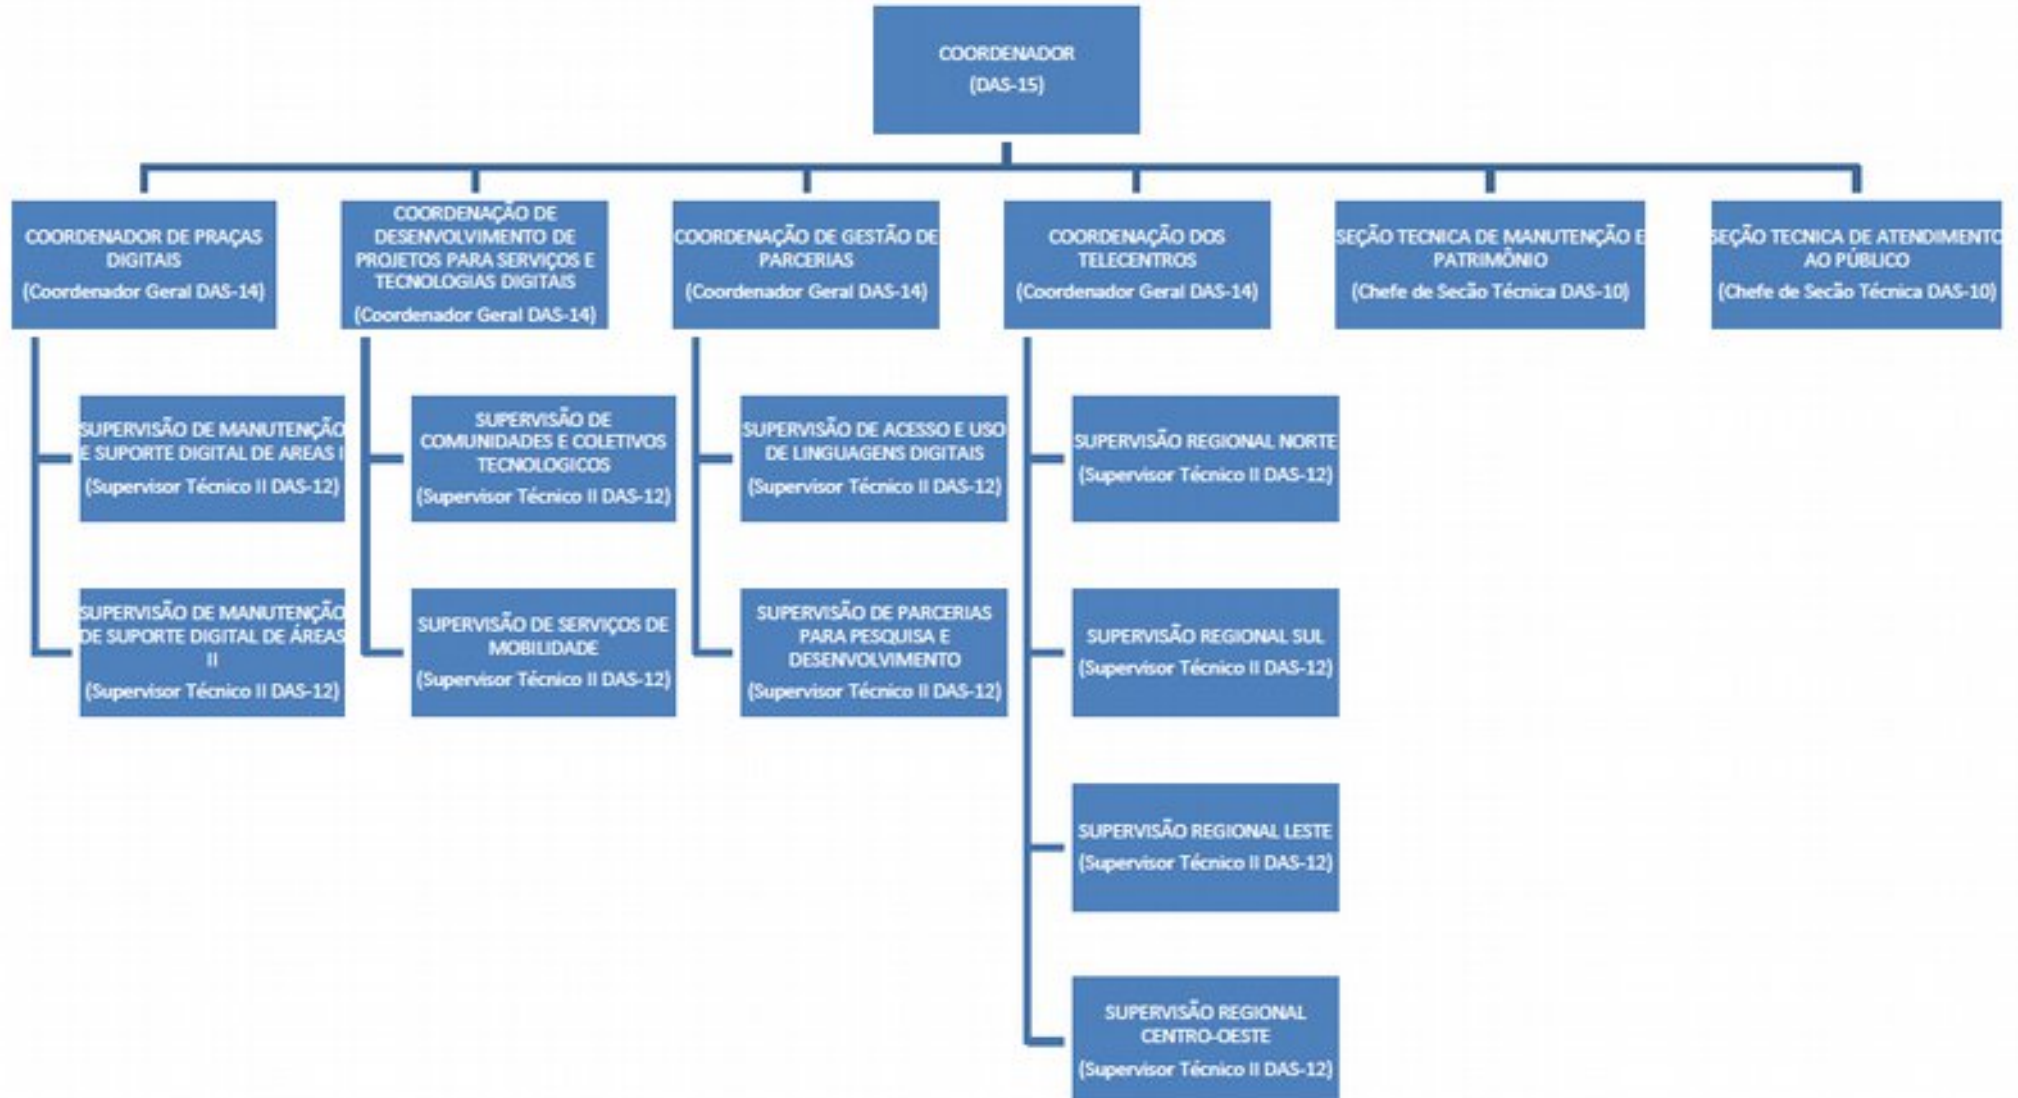 COORDENADOR
(DAS-15)
COORDENADOR DE PRAÇAS
DIGITAIS
(Coordenador Geral DAS-14)
COORDENAÇÃO DE
DESENVOLVIMENTO DE
PROJETOS PARA SERVIÇOS E
TECNOLOGIAS DIGITAIS
(Coordenador Geral DAS-14)
COORDENAÇÃO DE GESTÃO DE
PARCERIAS
(Coordenador Geral DAS-14)
COORDENAÇÃO DOS
TELECENTROS
(Coordenador Geral DAS-14)
SEÇÃO TECNICA DE MANUTENÇÃO E
PATRIMÔNIO
(Chefe de Secão Técnica DAS-10)
SEÇÃO TECNICA DE ATENDIMENTO
AO PÚBLICO
(Chefe de Secão Técnica DAS-10)
SUPERVISÃO DE MANUTENÇÃO
E SUPORTE DIGITAL DE AREAS I
(Supervisor Técnico II DAS-12)
SUPERVISÃO DE MANUTENÇÃO
DE SUPORTE DIGITAL DE ÁREAS
II
(Supervisor Técnico II DAS-12)
SUPERVISÃO DE
COMUNIDADES E COLETIVOS
TECNOLOGICOS
(Supervisor Técnico II DAS-12)
SUPERVISÃO DE SERVIÇOS DE
MOBILIDADE
(Supervisor Técnico II DAS-12)
SUPERVISÃO DE ACESSO E USO
DE LINGUAGENS DIGITAIS
(Supervisor Técnico II DAS-12)
SUPERVISÃO DE PARCERIAS
PARA PESQUISA E
DESENVOLVIMENTO
(Supervisor Técnico II DAS-12)
SUPERVISÃO REGIONAL NORTE
(Supervisor Técnico II DAS-12)
SUPERVISÃO REGIONAL SUL
(Supervisor Técnico II DAS-12)
SUPERVISÃO REGIONAL LESTE
(Supervisor Técnico II DAS-12)
SUPERVISÃO REGIONAL
CENTRO-OESTE
(Supervisor Técnico II DAS-12)